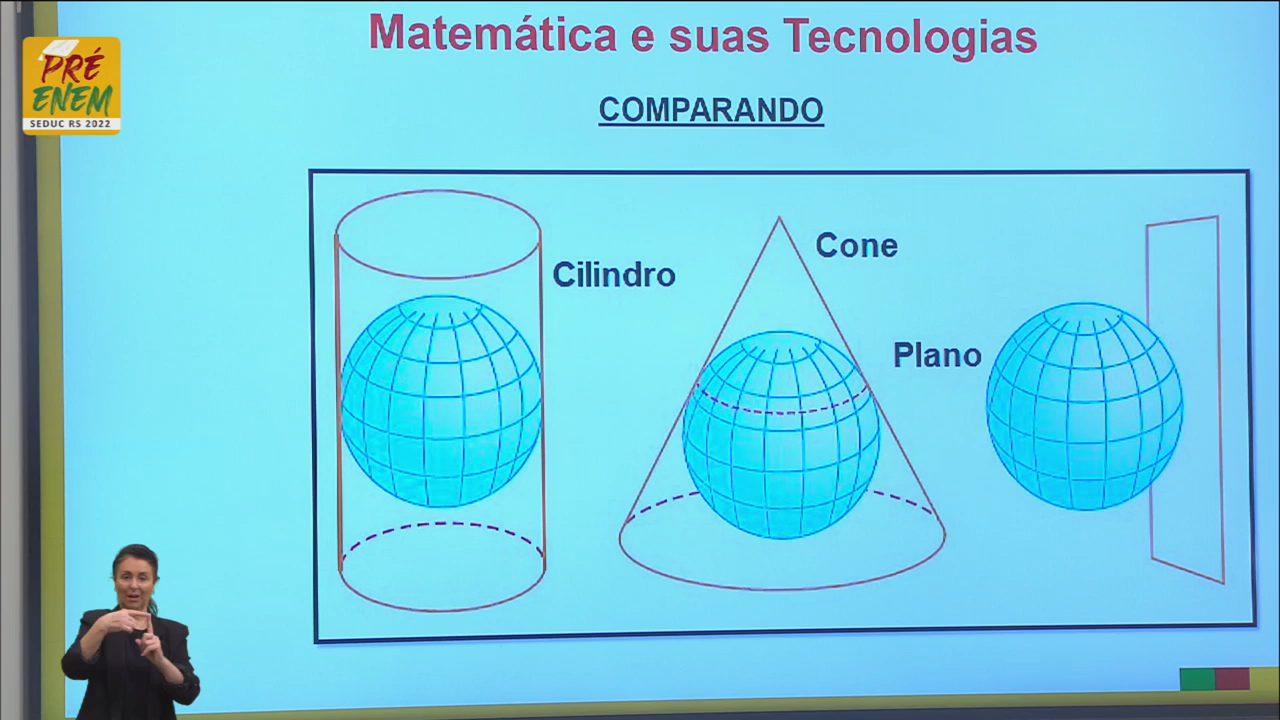 Matemática e suas Tecnologias
PRÉ
ENEM
SEDUC RS 2022
COMPARANDO
Cilindro
Cone
Plano